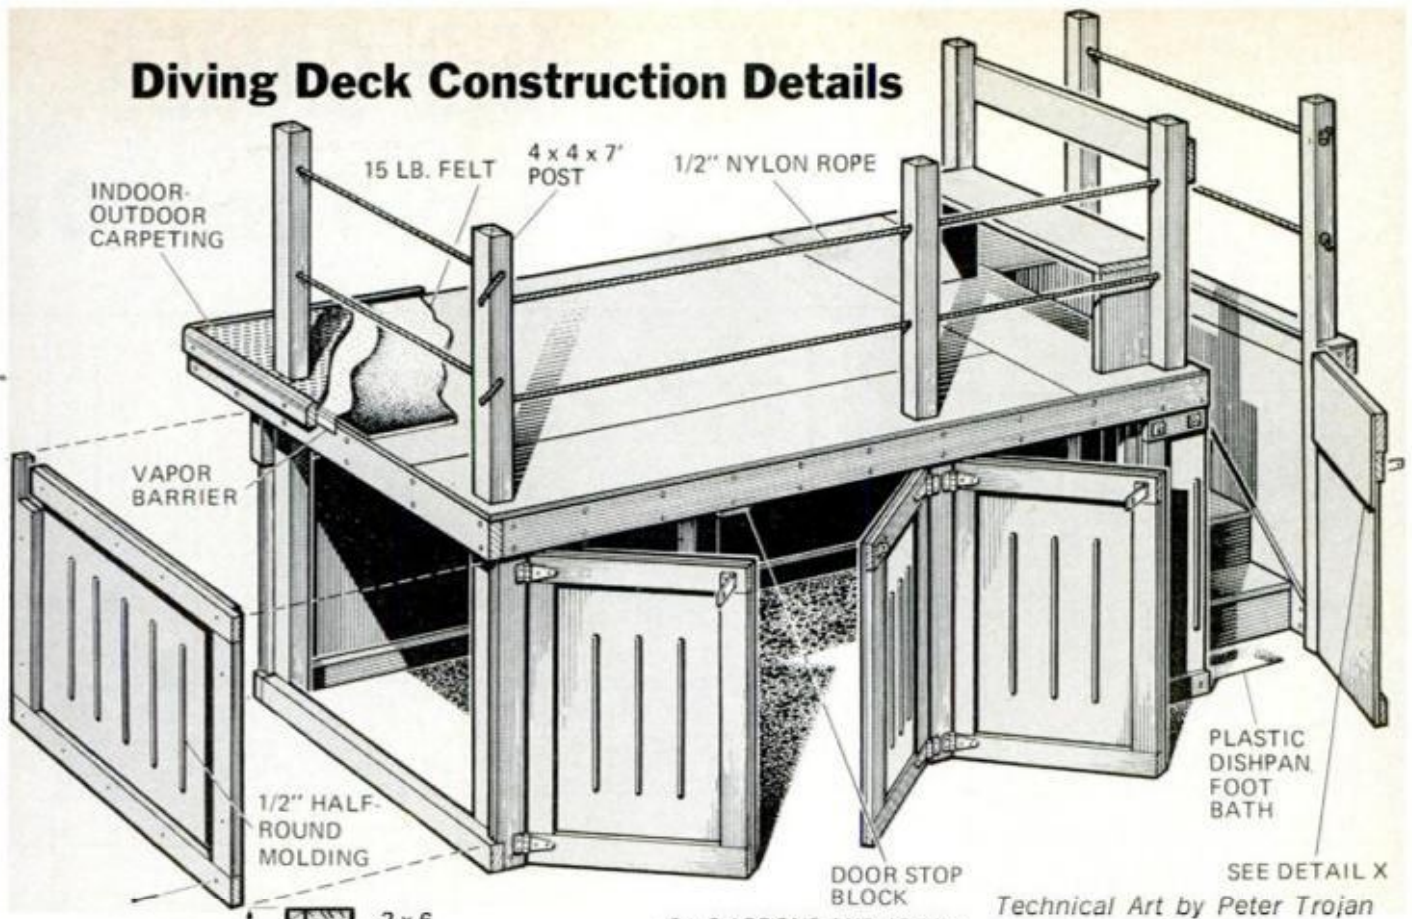 Diving Deck Construction Details
INDOOR-
OUTDOOR
CARPETING
15 LB. FELT
4 x 4 x 7'
POST
1/2" NYLON ROPE
VAPOR
BARRIER
1/2" HALF-
ROUND
MOLDING
PLASTIC
DISHPAN
FOOT
BATH
DOOR STOP
BLOCK
SEE DETAIL X
Technical Art by Peter Trojan
2 x 6